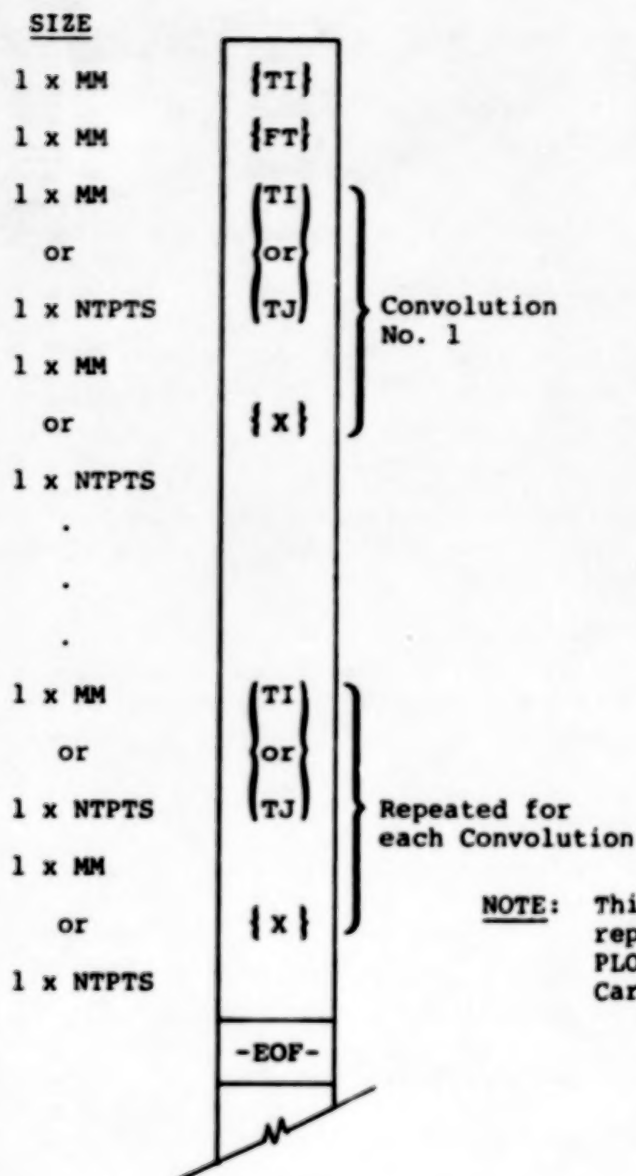 SIZE
1 x MM {TI}
1 x MM {FT}
1 x MM {TI
or or
1 x NTPTS TJ} Convolution
No. 1
1 x MM
or {X}
1 x NTPTS
.
.
.
1 x MM {TI
or or
1 x NTPTS TJ} Repeated for
each Convolution
1 x MM
or {X}
NOTE:
1 x NTPTS
-EOF-